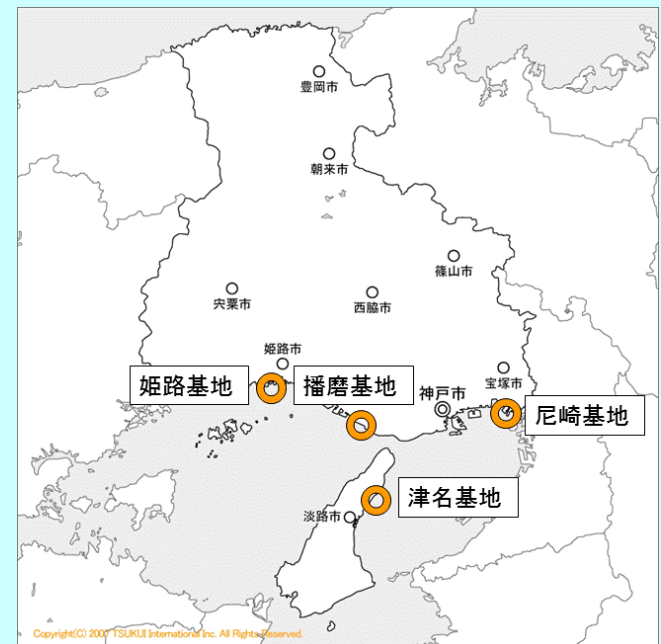 豊岡市
朝来市
篠山市
宍粟市
西脇市
姫路市
宝塚市
姫路基地
播磨基地
神戸市
尼崎基地
津名基地
淡路市
Copyright(C) 2007 TSUKUI International Inc. All Rights Reserved.